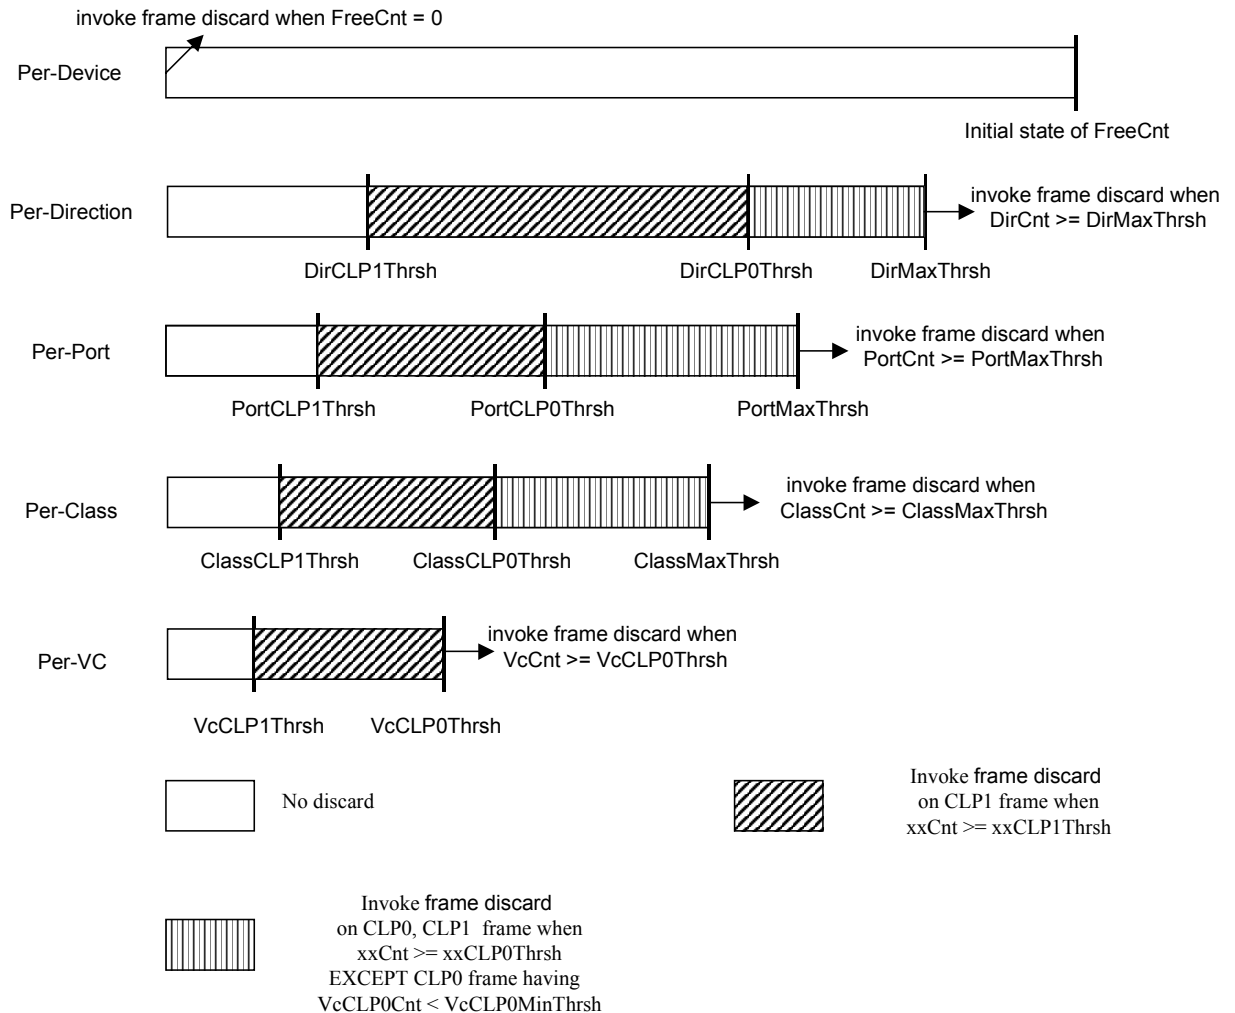 invoke frame discard when FreeCnt = 0
Per-Device
Initial state of FreeCnt
Per-Direction
invoke frame discard when
DirCnt >= DirMaxThrsh
DirCLP1Thrsh
DirCLP0Thrsh
DirMaxThrsh
Per-Port
invoke frame discard when
PortCnt >= PortMaxThrsh
PortCLP1Thrsh
PortCLP0Thrsh
PortMaxThrsh
Per-Class
invoke frame discard when
ClassCnt >= ClassMaxThrsh
ClassCLP1Thrsh
ClassCLP0Thrsh
ClassMaxThrsh
Per-VC
invoke frame discard when
VcCnt >= VcCLP0Thrsh
VcCLP1Thrsh
VcCLP0Thrsh
No discard
Invoke frame discard
on CLP1 frame when
xxCnt >= xxCLP1Thrsh
Invoke frame discard
on CLP0, CLP1 frame when
xxCnt >= xxCLP0Thrsh
EXCEPT CLP0 frame having
VcCLP0Cnt < VcCLP0MinThrsh